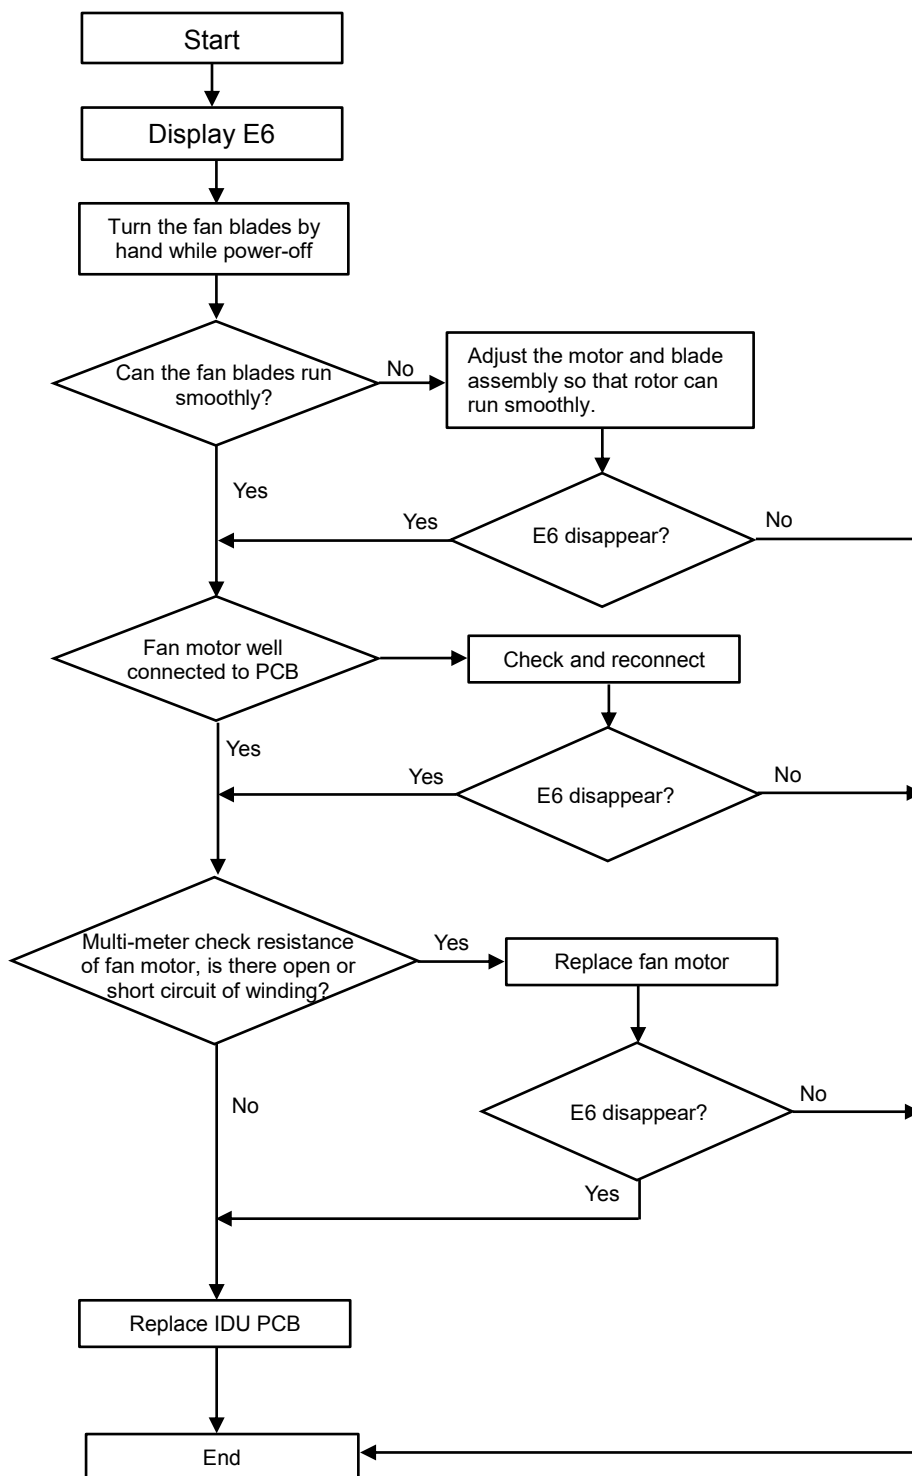 Start
Display E6
Turn the fan blades by
hand while power-off
Can the fan blades run
smoothly?
No
Adjust the motor and blade
assembly so that rotor can
run smoothly.
Yes
Yes
E6 disappear?
No
Fan motor well
connected to PCB
Check and reconnect
Yes
Yes
E6 disappear?
No
Multi-meter check resistance
of fan motor, is there open or
short circuit of winding?
Yes
Replace fan motor
No
E6 disappear?
No
Yes
Replace IDU PCB
End